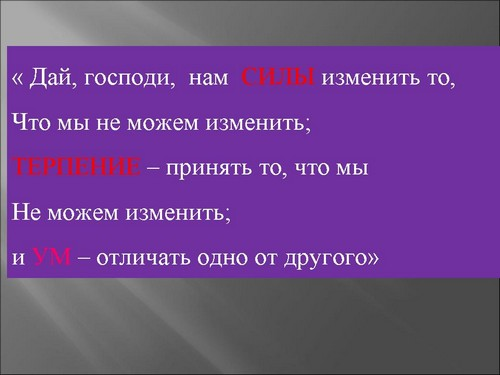 « Дай, господи, нам СИЛЫ изменить то,
Что мы не можем изменить;
ТЕРПЕНИЕ – принять то, что мы
Не можем изменить;
и УМ – отличать одно от другого»